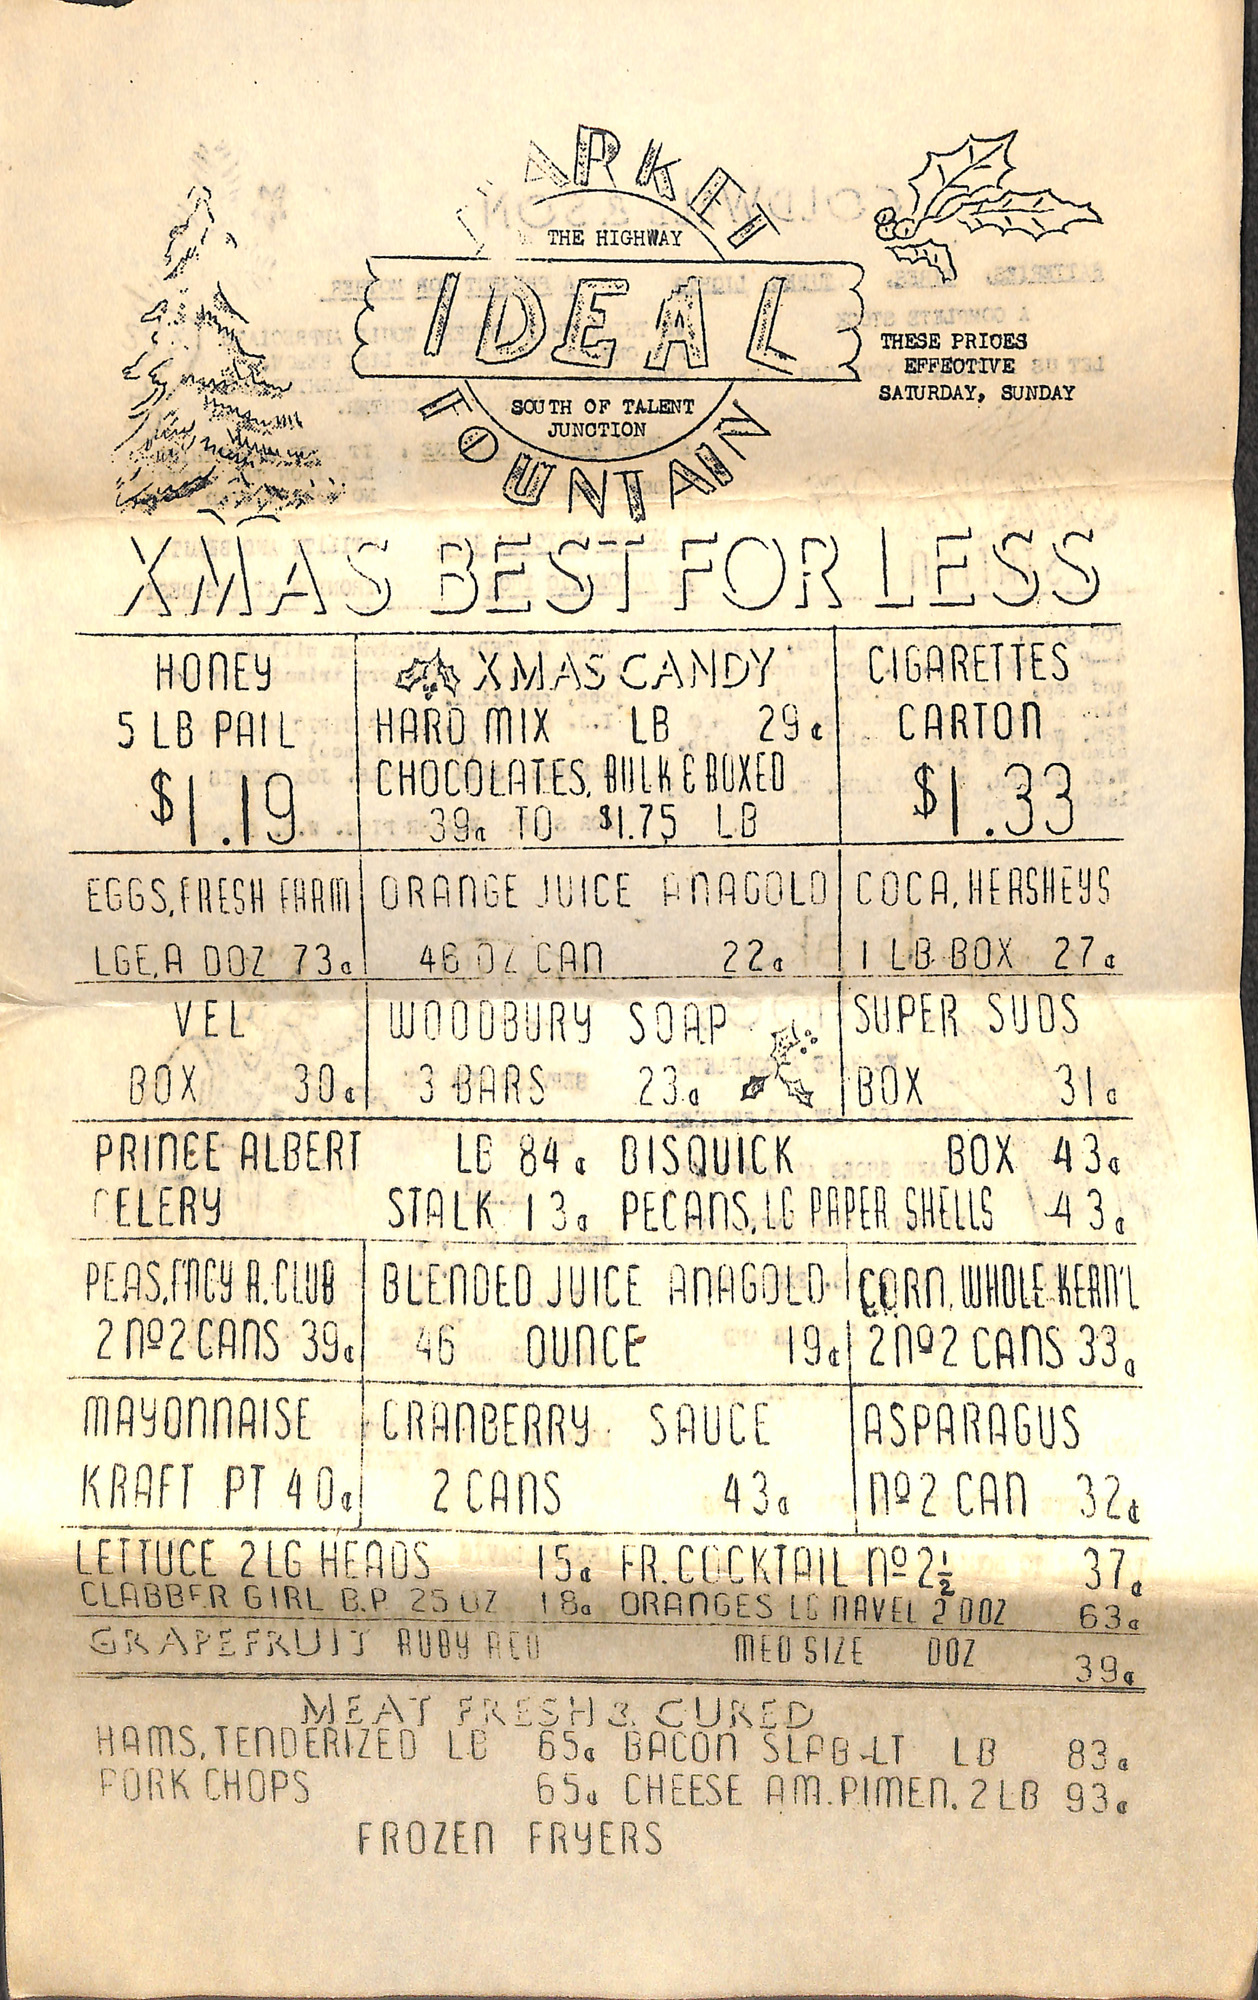 MARKET
THE HIGHWAY
IDEAL
SOUTH OF TALENT
JUNCTION
FOUNTAIN
THESE PRICES
EFFECTIVE
SATURDAY, SUNDAY
XMAS BEST FOR LESS
HONEY
5 LB PAIL
$1.19
XMAS CANDY
HARD MIX LB 29¢
CHOCOLATES, BULK & BOXED
39¢ TO $1.75 LB
CIGARETTES
CARTON
$1.33
EGGS, FRESH FARM
LGE, A DOZ 73¢
ORANGE JUICE ANAGOLD
46 OZ CAN 22¢
COCA, HERSHEYS
1 LB BOX 27¢
VEL
BOX 30¢
WOODBURY SOAP
3 BARS 23¢
SUPER SUDS
BOX 31¢
PRINCE ALBERT LB 84¢ BISQUICK BOX 43¢
CELERY STALK 13¢ PECANS, LG PAPER SHELLS 43¢
PEAS, FNCY R. CLUB
2 Nº2 CANS 39¢
BLENDED JUICE ANAGOLD
46 OUNCE 19¢
CORN, WHOLE KERN'L
2 Nº2 CANS 33¢
MAYONNAISE
KRAFT PT 40¢
CRANBERRY SAUCE
2 CANS 43¢
ASPARAGUS
Nº2 CAN 32¢
LETTUCE 2 LG HEADS 15¢ FR. COCKTAIL Nº2½ 37¢
CLABBER GIRL B.P. 25 OZ 18¢ ORANGES LG NAVEL 2 DOZ 63¢
GRAPEFRUIT RUBY RED MED SIZE DOZ 39¢
MEAT FRESH & CURED
HAMS, TENDERIZED LB 65¢ BACON SLAB-LT LB 83¢
PORK CHOPS 65¢ CHEESE AM. PIMEN. 2 LB 93¢
FROZEN FRYERS